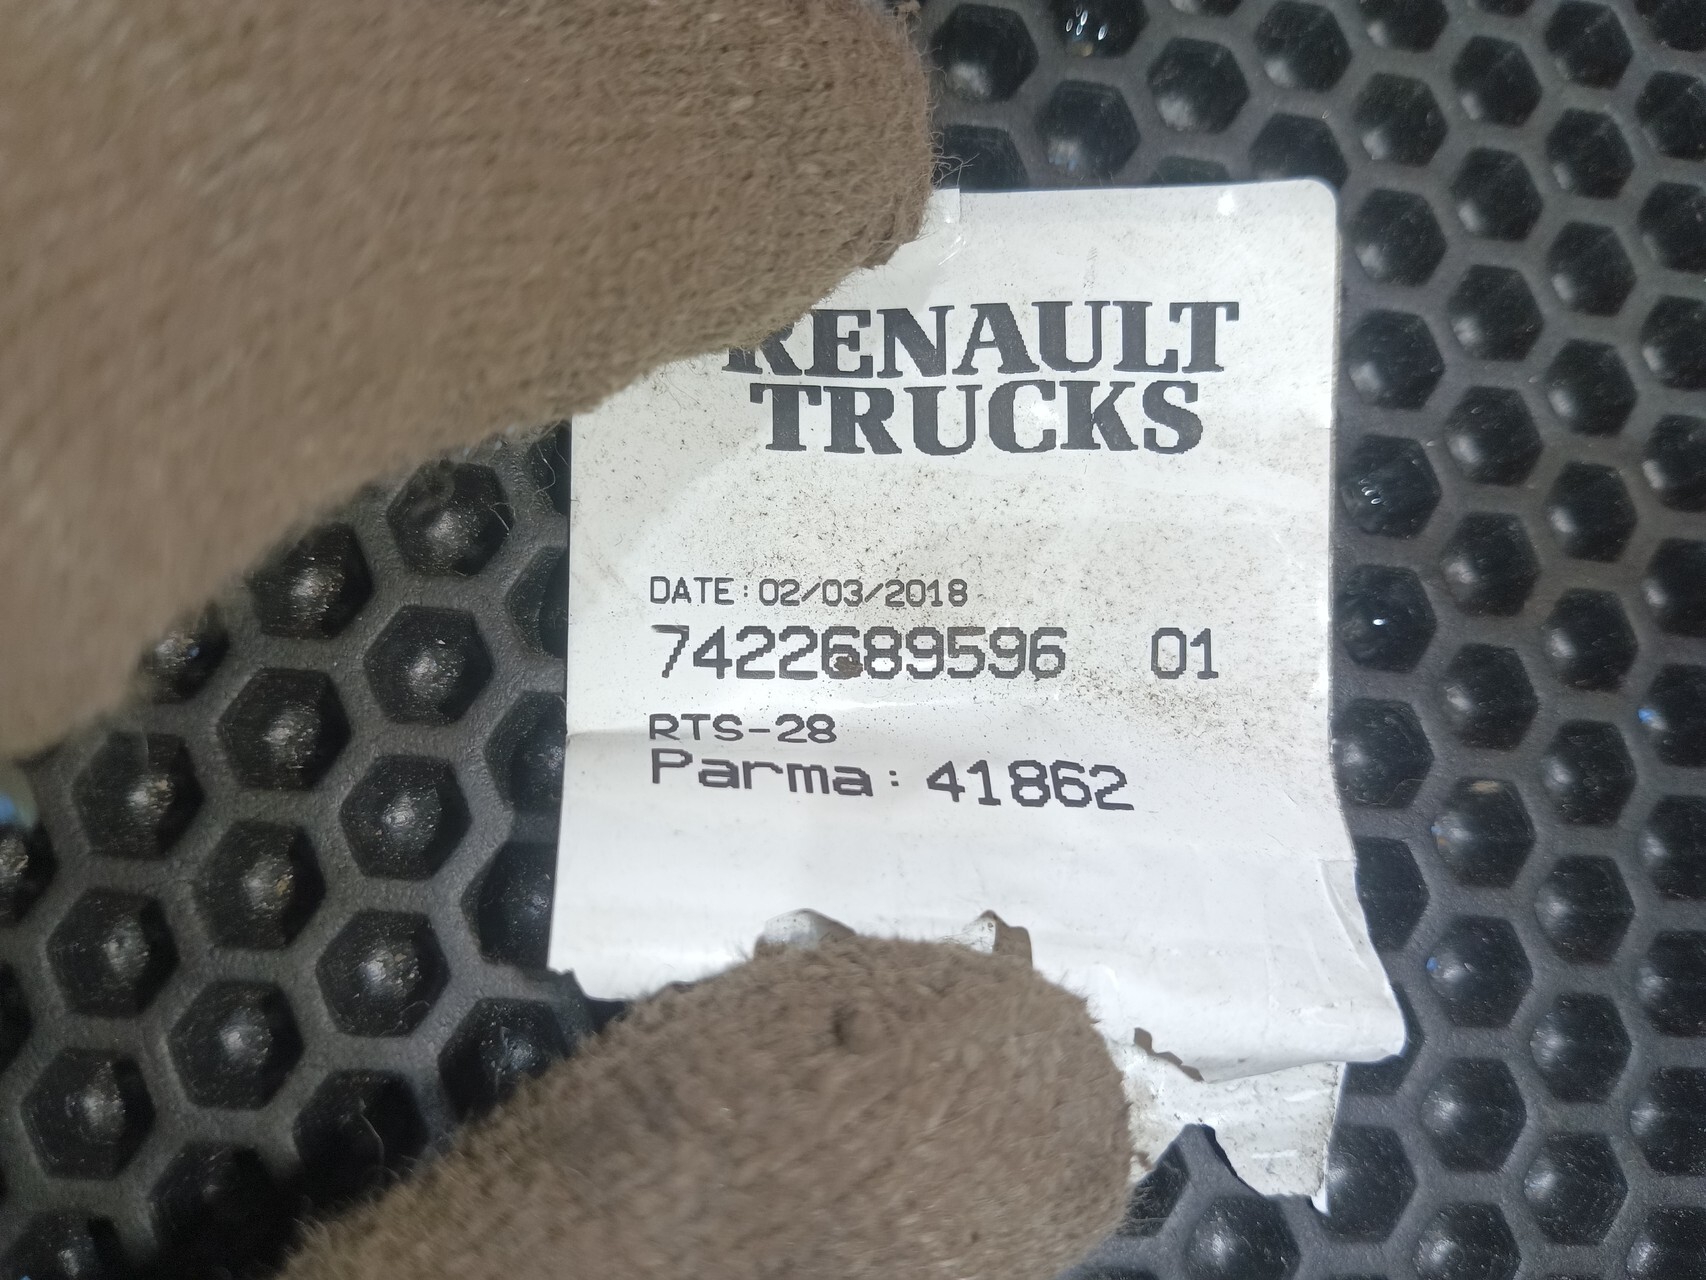 RENAULT
TRUCKS
DATE: 02/03/2018
7422689596 01
RTS-28
Parma: 41862